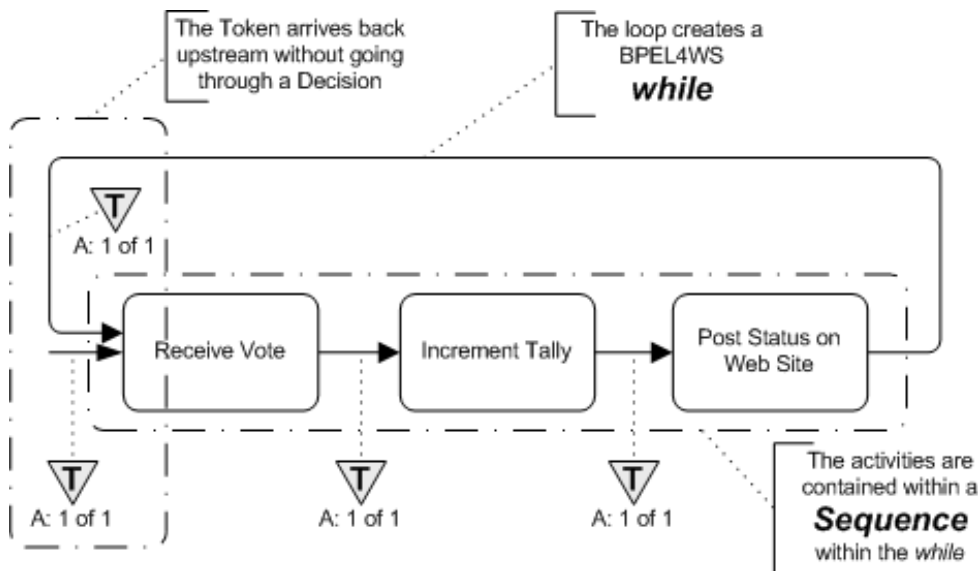 The Token arrives back
upstream without going
through a Decision
The loop creates a
BPEL4WS
while
T
A: 1 of 1
Receive Vote
Increment Tally
Post Status on
Web Site
T
A: 1 of 1
T
A: 1 of 1
T
A: 1 of 1
The activities are
contained within a
Sequence
within the while